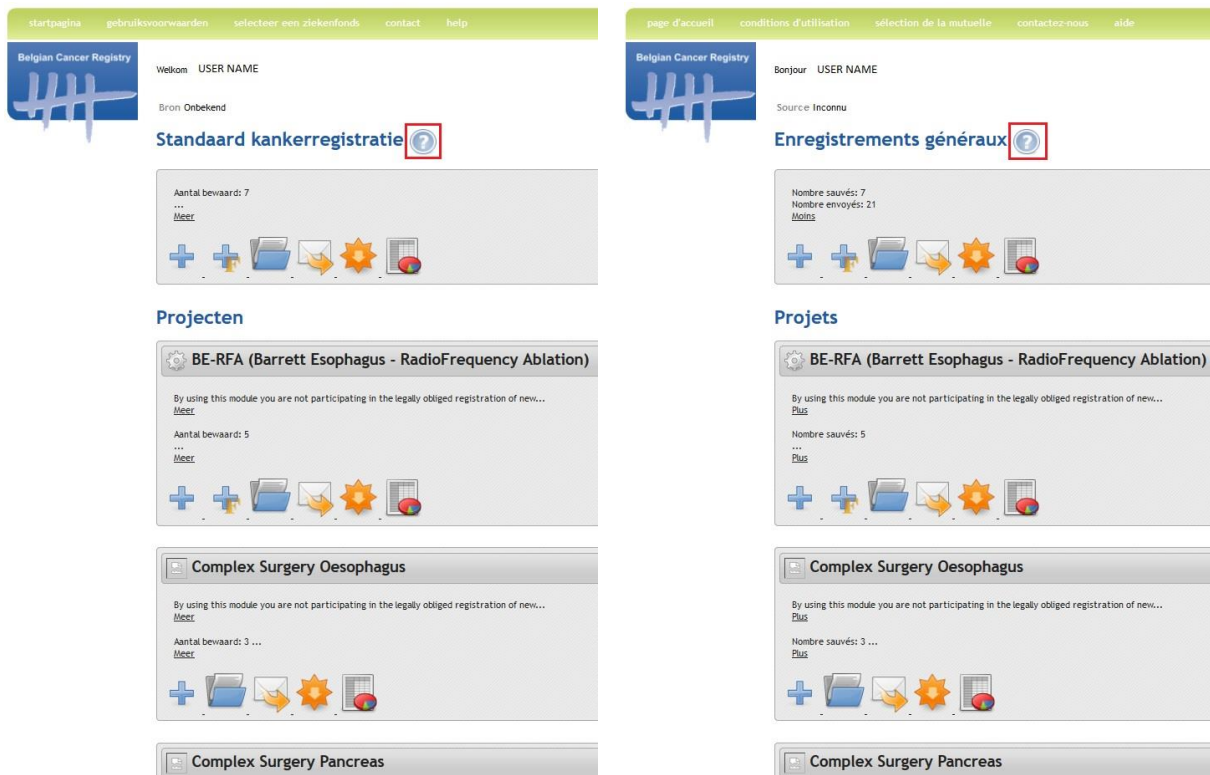 startpagina gebruiksvoorwaarden selecteer een ziekenfonds contact help
Belgian Cancer Registry
Welkom USER NAME
Bron Onbekend
Standaard kankerregistratie ?
Aantal bewaard: 7
...
Meer
F
Projecten
BE-RFA (Barrett Esophagus - RadioFrequency Ablation)
By using this module you are not participating in the legally obliged registration of new...
Meer
Aantal bewaard: 5
...
Meer
F
Complex Surgery Oesophagus
By using this module you are not participating in the legally obliged registration of new...
Meer
Aantal bewaard: 3 ...
Meer
Complex Surgery Pancreas
page d'accueil conditions d'utilisation sélection de la mutuelle contactez-nous aide
Belgian Cancer Registry
Bonjour USER NAME
Source Inconnu
Enregistrements généraux ?
Nombre sauvés: 7
Nombre envoyés: 21
Moins
F
Projets
BE-RFA (Barrett Esophagus - RadioFrequency Ablation)
By using this module you are not participating in the legally obliged registration of new...
Plus
Nombre sauvés: 5
...
Plus
F
Complex Surgery Oesophagus
By using this module you are not participating in the legally obliged registration of new...
Plus
Nombre sauvés: 3 ...
Plus
Complex Surgery Pancreas